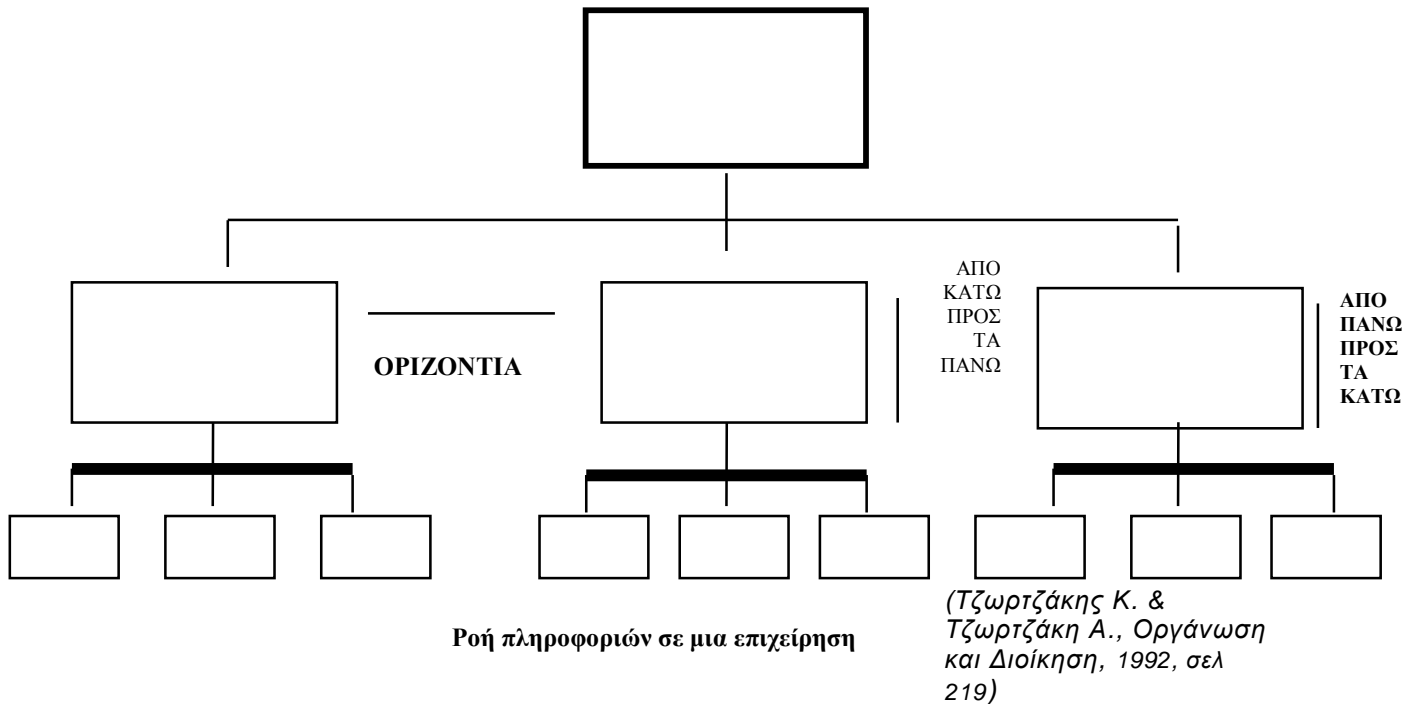 ΟΡΙΖΟΝΤΙΑ
ΑΠΟ
ΚΑΤΩ
ΠΡΟΣ
ΤΑ
ΠΑΝΩ
ΑΠΟ
ΠΑΝΩ
ΠΡΟΣ
ΤΑ
ΚΑΤΩ
Ροή πληροφοριών σε μια επιχείρηση
(Τζωρτζάκης Κ. &
Τζωρτζάκη Α., Οργάνωση
και Διοίκηση, 1992, σελ
219)